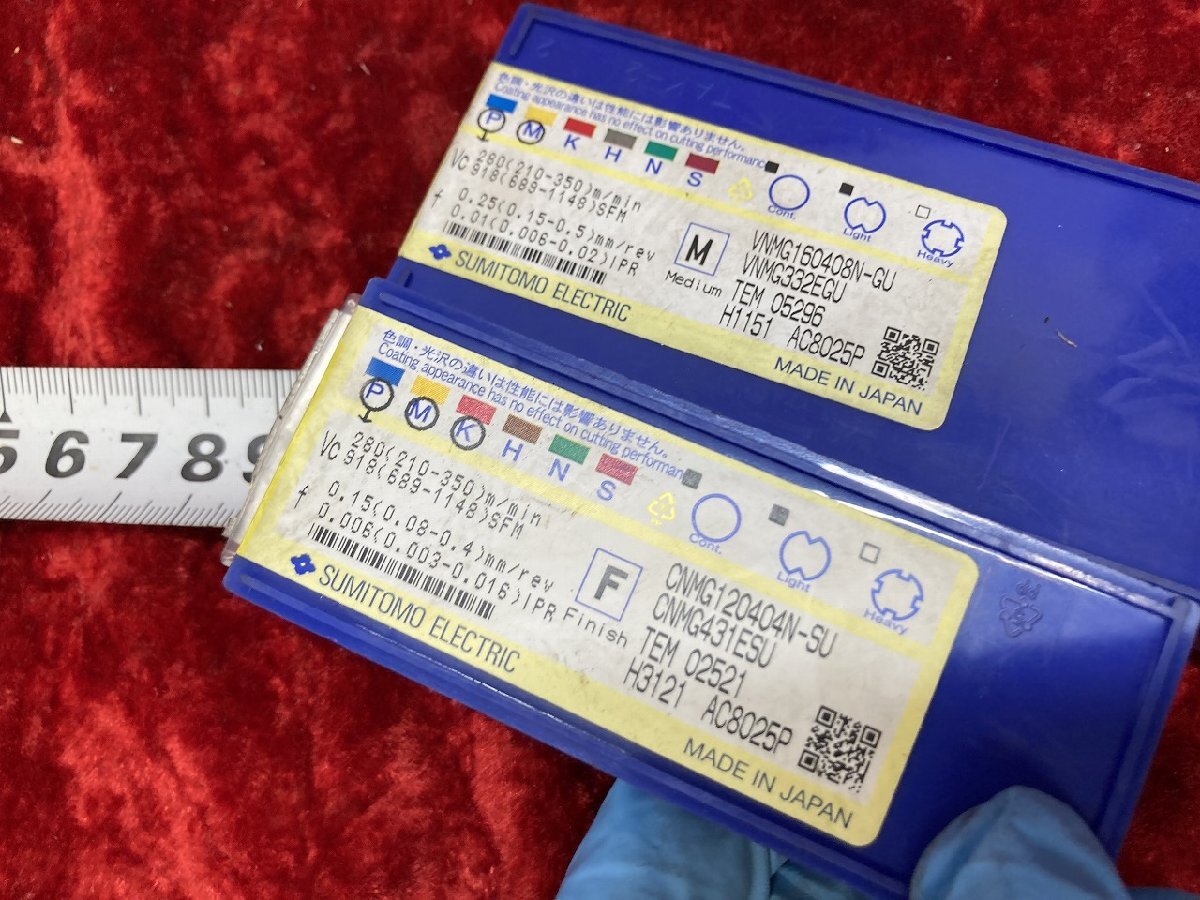 色調・光沢の違いは性能には影響ありません。
Coating appearance has no effect on cutting performance
P M K H N S
Cont. Light Heavy
Vc 280(210-350)m/min
918(689-1148)SFM
f 0.25(0.15-0.5)mm/rev
0.01(0.006-0.02)IPR
M
Medium
VNMG160408N-GU
VNMG332EGU
TEM 05296
H1151 AC8025P
SUMITOMO ELECTRIC
MADE IN JAPAN
色調・光沢の違いは性能には影響ありません。
Coating appearance has no effect on cutting performan
P M K H N S
Cont. Light Heavy
Vc 280(210-350)m/min
918(689-1148)SFM
f 0.15(0.08-0.4)mm/rev
0.006(0.003-0.016)IPR
F
Finish
CNMG120404N-SU
CNMG431ESU
TEM 02521
H3121 AC8025P
SUMITOMO ELECTRIC
MADE IN JAPAN
5 6 7 8 9